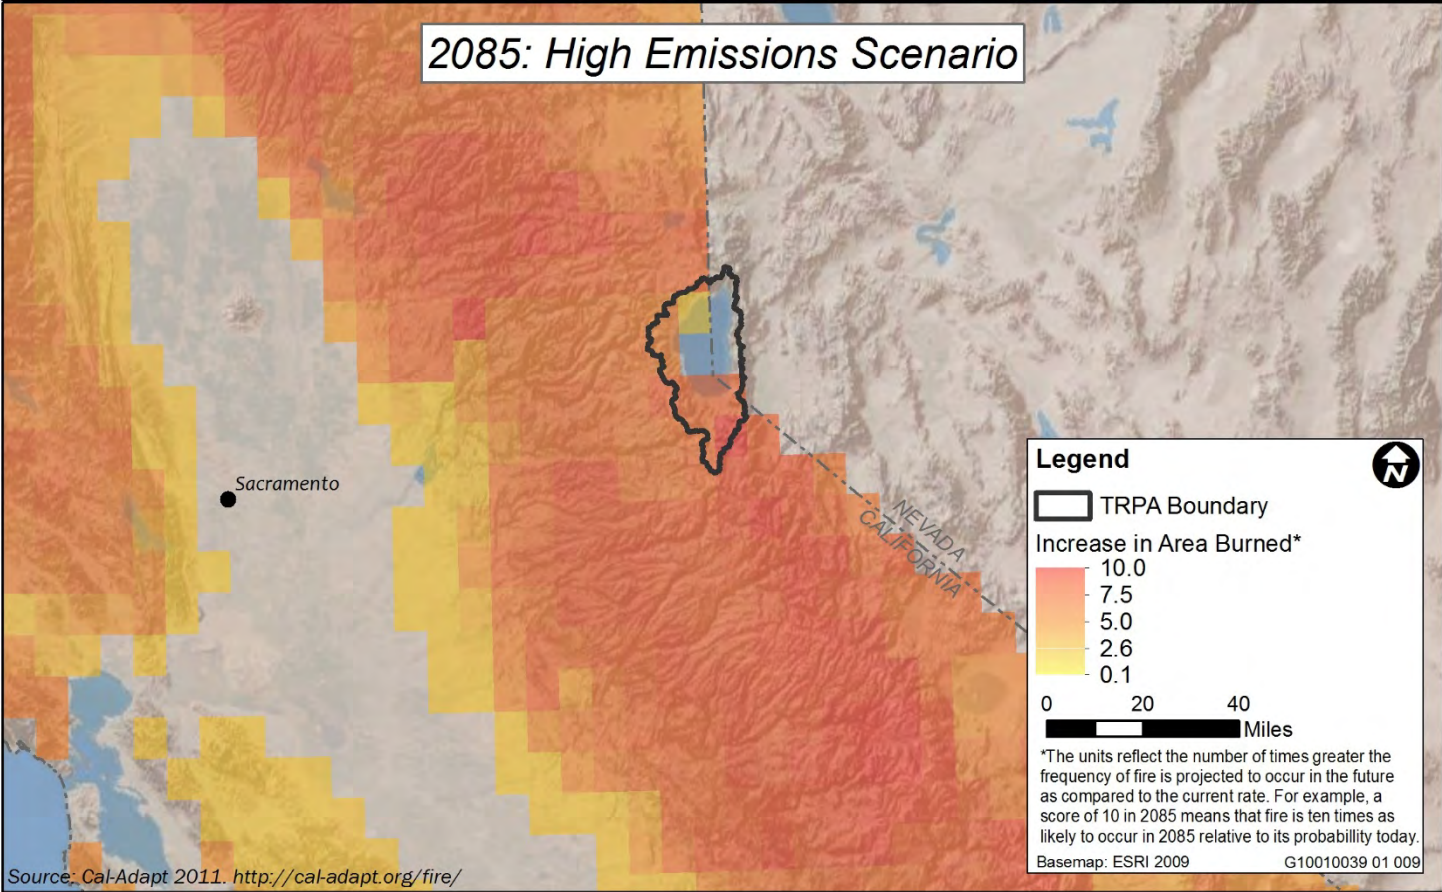 2085: High Emissions Scenario
Sacramento
NEVADA
CALIFORNIA
Legend
N
TRPA Boundary
Increase in Area Burned*
10.0
7.5
5.0
2.6
0.1
0 20 40
Miles
*The units reflect the number of times greater the
frequency of fire is projected to occur in the future
as compared to the current rate. For example, a
score of 10 in 2085 means that fire is ten times as
likely to occur in 2085 relative to its probabillity today.
Basemap: ESRI 2009 G10010039 01 009
Source: Cal-Adapt 2011. http://cal-adapt.org/fire/